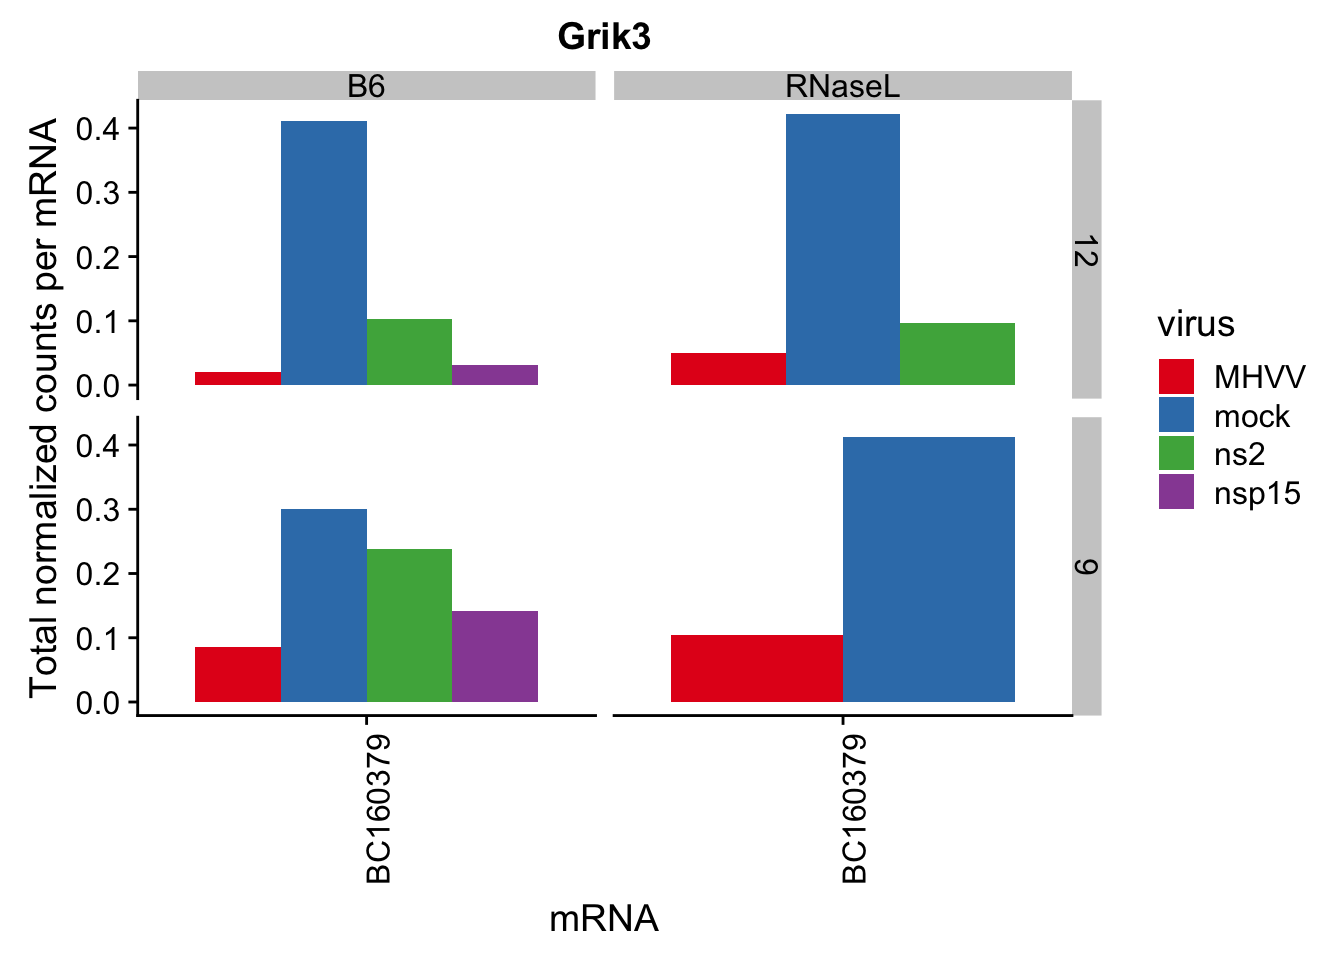 Grik3
B6
RNaseL
Total normalized counts per mRNA
0.4
0.3
0.2
0.1
0.0
12
0.4
0.3
0.2
0.1
0.0
9
BC160379
BC160379
mRNA
virus
MHVV
mock
ns2
nsp15